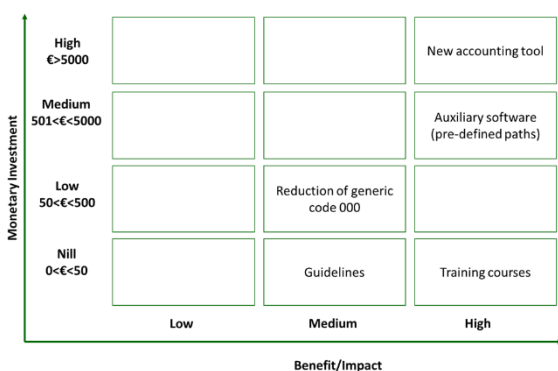 Monetary Investment
High
€>5000
New accounting tool
Medium
501<€<5000
Auxiliary software
(pre-defined paths)
Low
50<€<500
Reduction of generic
code 000
Nill
0<€<50
Guidelines
Training courses
Low
Medium
High
Benefit/Impact